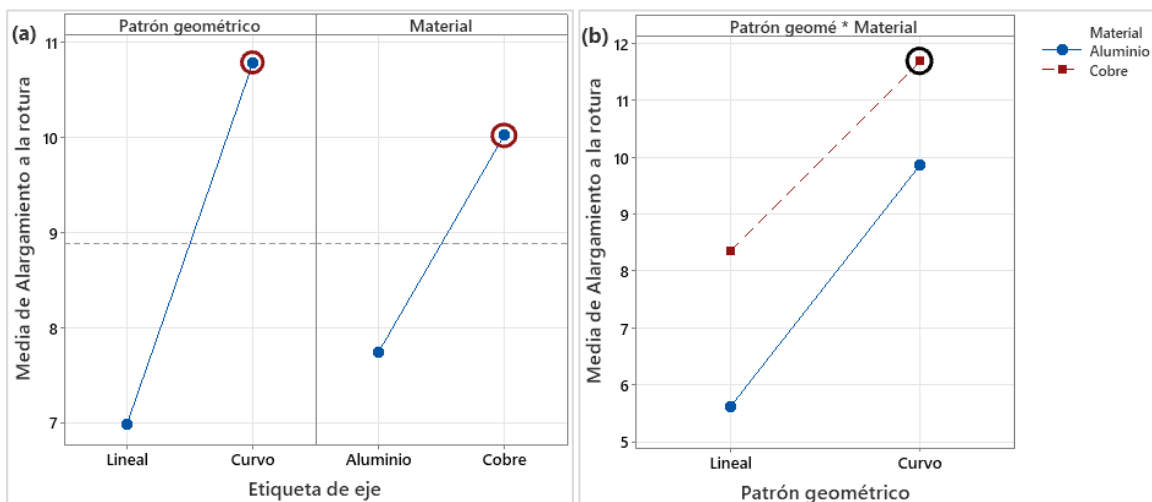 (a)
Patrón geométrico
Material
Media de Alargamiento a la rotura
11
10
9
8
7
Lineal
Curvo
Aluminio
Cobre
Etiqueta de eje
(b)
Patrón geomé * Material
Media de Alargamiento a la rotura
12
11
10
9
8
7
6
5
Lineal
Curvo
Patrón geométrico
Material
Aluminio
Cobre